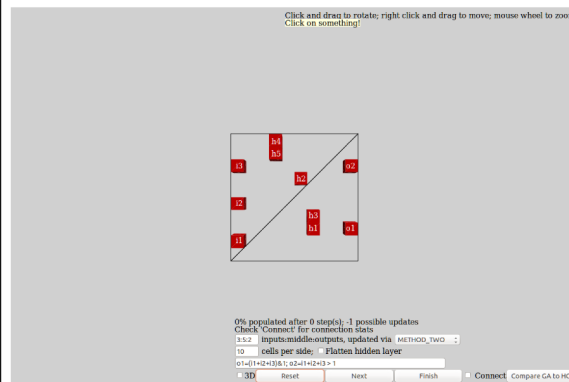 Click and drag to rotate; right click and drag to move; mouse wheel to zoo
Click on something!
h4
h5
i3
o2
h2
i2
h3
i1
h1
o1
0% populated after 0 step(s); -1 possible updates
Check 'Connect' for connection stats
3:5:2 inputs:middle:outputs, updated via METHOD_TWO
10 cells per side; Flatten hidden layer
o1=(i1+i2+i3)&1; o2=i1+i2+i3 > 1
3D Reset Next Finish Connect Compare GA to HC